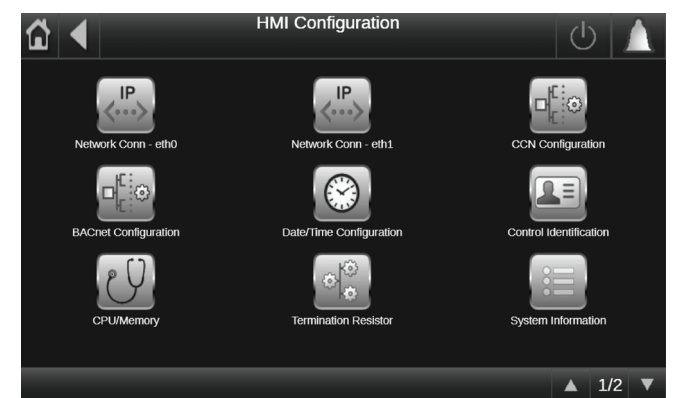 HMI Configuration
IP
IP
Network Conn - eth0
Network Conn - eth1
CCN Configuration
BACnet Configuration
Date/Time Configuration
Control Identification
CPU/Memory
Termination Resistor
System Information
1/2